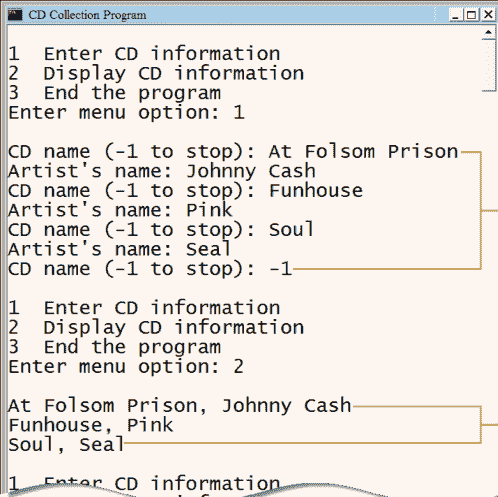 CD Collection Program
1 Enter CD information
2 Display CD information
3 End the program
Enter menu option: 1
CD name (-1 to stop): At Folsom Prison
Artist's name: Johnny Cash
CD name (-1 to stop): Funhouse
Artist's name: Pink
CD name (-1 to stop): Soul
Artist's name: Seal
CD name (-1 to stop): -1
1 Enter CD information
2 Display CD information
3 End the program
Enter menu option: 2
At Folsom Prison, Johnny Cash
Funhouse, Pink
Soul, Seal
1 Enter CD information